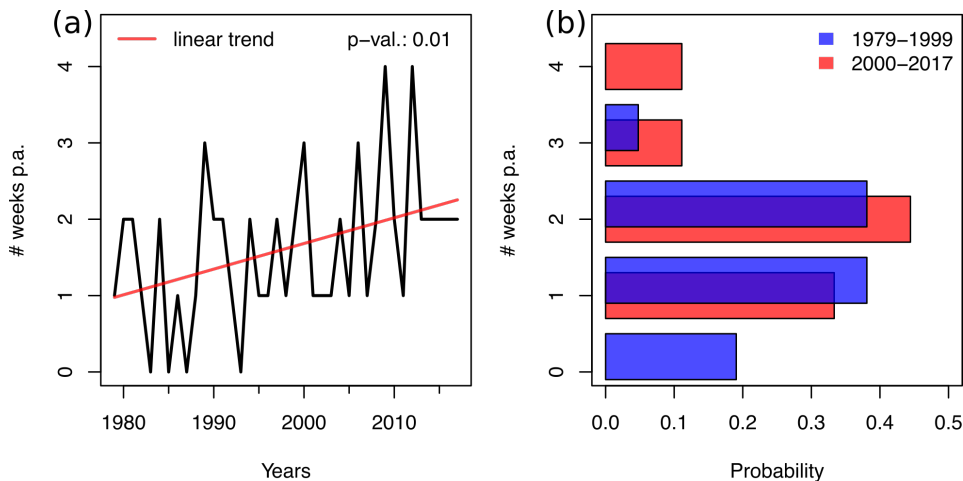 (a)
linear trend
p-val.: 0.01
# weeks p.a.
4
3
2
1
0
1980 1990 2000 2010
Years
(b)
1979-1999
2000-2017
# weeks p.a.
4
3
2
1
0
0.0 0.1 0.2 0.3 0.4 0.5
Probability